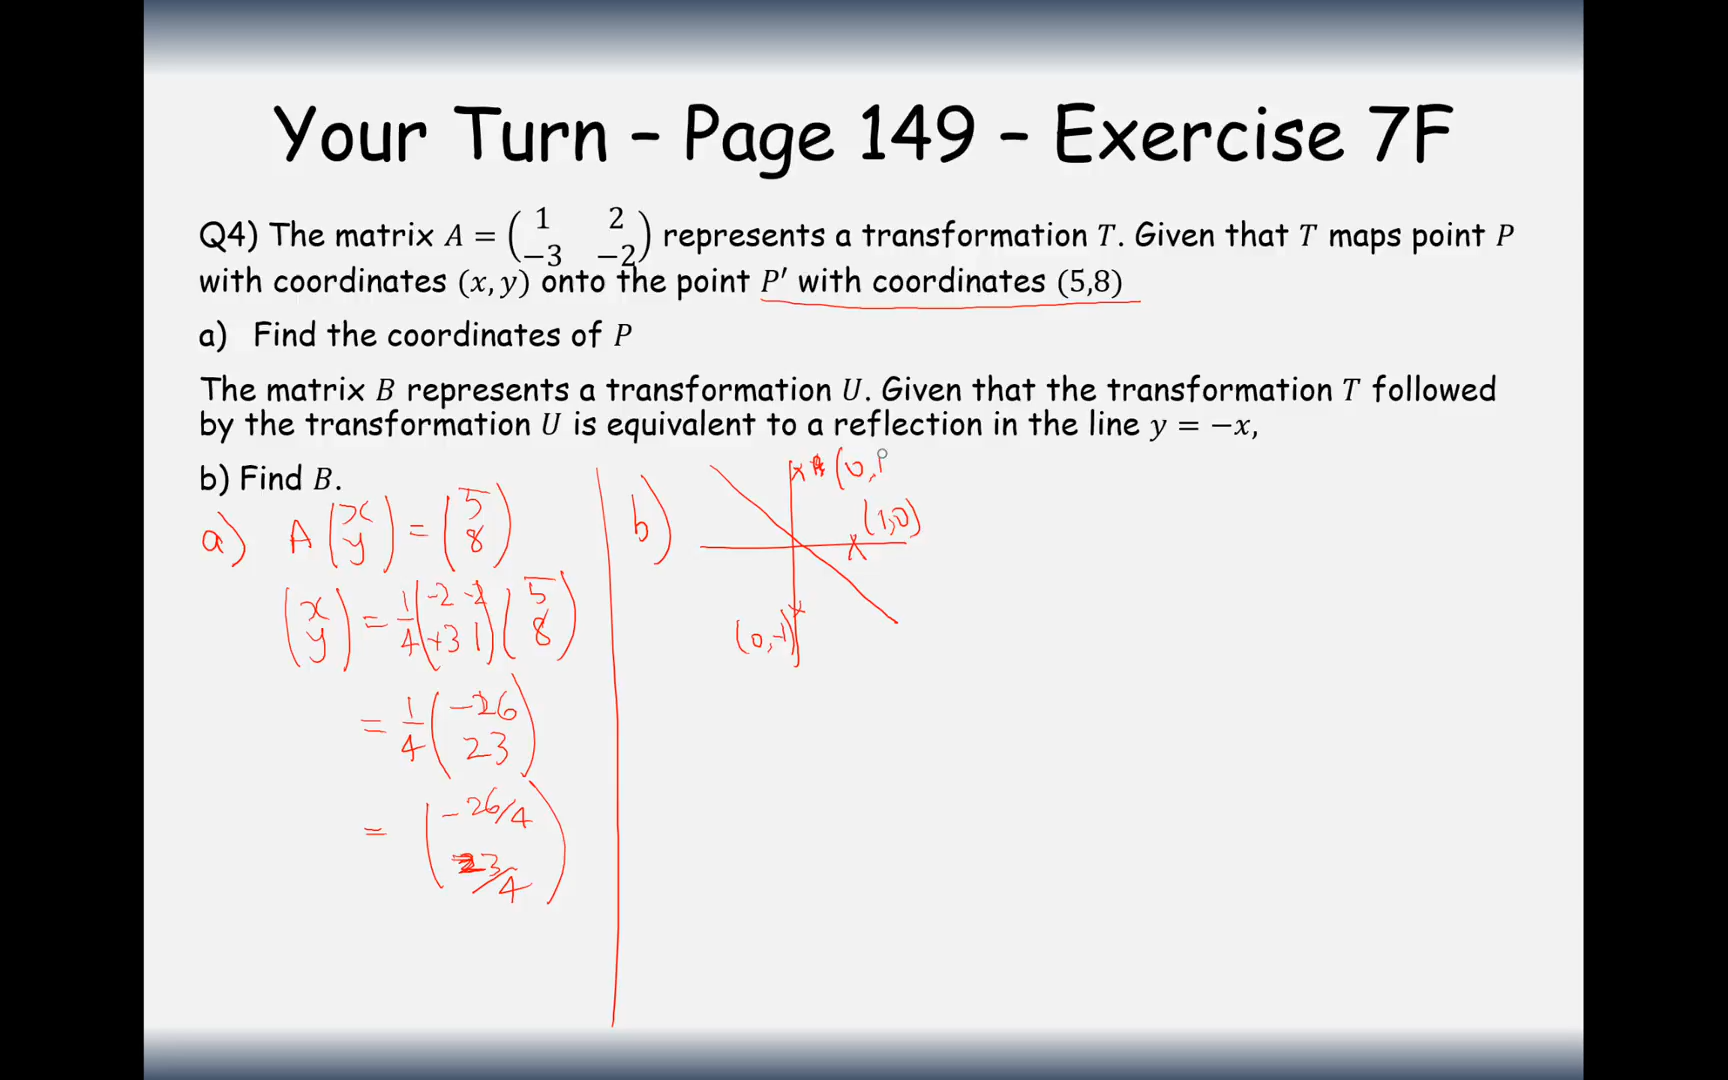 Your Turn – Page 149 – Exercise 7F
Q4) The matrix A = (1 2 / −3 −2) represents a transformation T. Given that T maps point P
with coordinates (x, y) onto the point P′ with coordinates (5,8)
a) Find the coordinates of P
The matrix B represents a transformation U. Given that the transformation T followed
by the transformation U is equivalent to a reflection in the line y = −x,
b) Find B.
a) A (x / y) = (5 / 8)
(x / y) = 1/4 (-2 -2 / +3 1) (5 / 8)
= 1/4 (-26 / 23)
= (-26/4 / 23/4)
b)
(0,1
(1,0)
(0,-1)